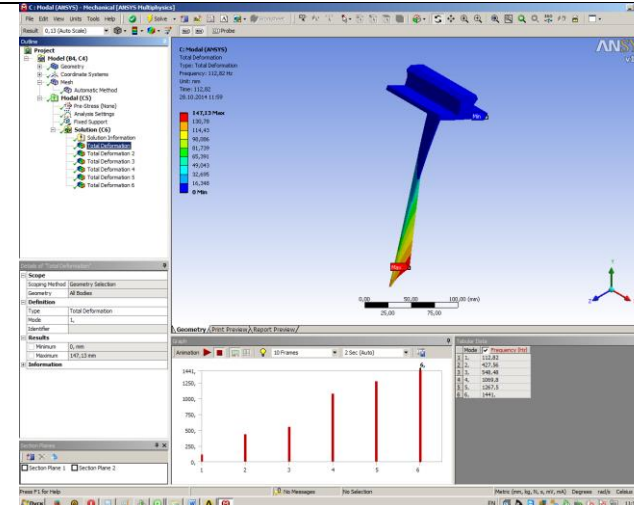 C : Modal (ANSYS) - Mechanical [ANSYS Multiphysics]
File Edit View Units Tools Help Solve
Result 0,13 (Auto Scale) Probe
Outline
Project
Model (B4, C4)
Geometry
Coordinate Systems
Mesh
Automatic Method
Modal (C5)
Pre-Stress (None)
Analysis Settings
Fixed Support
Solution (C6)
Solution Information
Total Deformation
Total Deformation 2
Total Deformation 3
Total Deformation 4
Total Deformation 5
Total Deformation 6
C: Modal (ANSYS)
Total Deformation
Type: Total Deformation
Frequency: 112,82 Hz
Unit: mm
Time: 112,82
28.10.2014 11:59
147,13 Max
130,78
114,43
98,086
81,739
65,391
49,043
32,695
16,348
0 Min
Min
Max
0,00 50,00 100,00 (mm)
25,00 75,00
Y
Z
Details of "Total Deformation"
Scope
Scoping Method Geometry Selection
Geometry All Bodies
Definition
Type Total Deformation
Mode 1,
Identifier
Results
Minimum 0, mm
Maximum 147,13 mm
Information
Geometry Print Preview Report Preview
Graph
Animation 10 Frames 2 Sec (Auto)
1441,
1250,
1000,
750,
500,
250,
0,
6,
1 2 3 4 5 6
Tabular Data
Mode Frequency [Hz]
1 1, 112,82
2 2, 427,56
3 3, 548,48
4 4, 1069,8
5 5, 1267,5
6 6, 1441,
Section Planes
Section Plane 1 Section Plane 2
Press F1 for Help No Messages No Selection Metric (mm, kg, N, s, mV, mA) Degrees rad/s Celsius